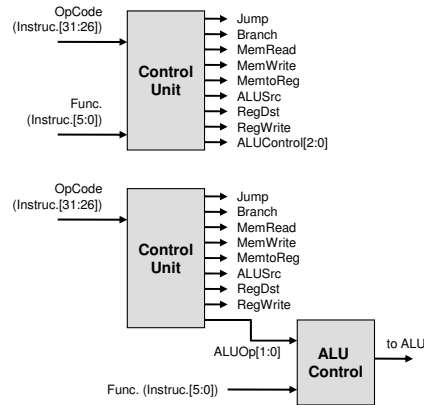 OpCode
(Instruc.[31:26])
Func.
(Instruc.[5:0])
Control
Unit
Jump
Branch
MemRead
MemWrite
MemtoReg
ALUSrc
RegDst
RegWrite
ALUControl[2:0]
OpCode
(Instruc.[31:26])
Control
Unit
Jump
Branch
MemRead
MemWrite
MemtoReg
ALUSrc
RegDst
RegWrite
ALUOp[1:0]
Func. (Instruc.[5:0])
ALU
Control
to ALU